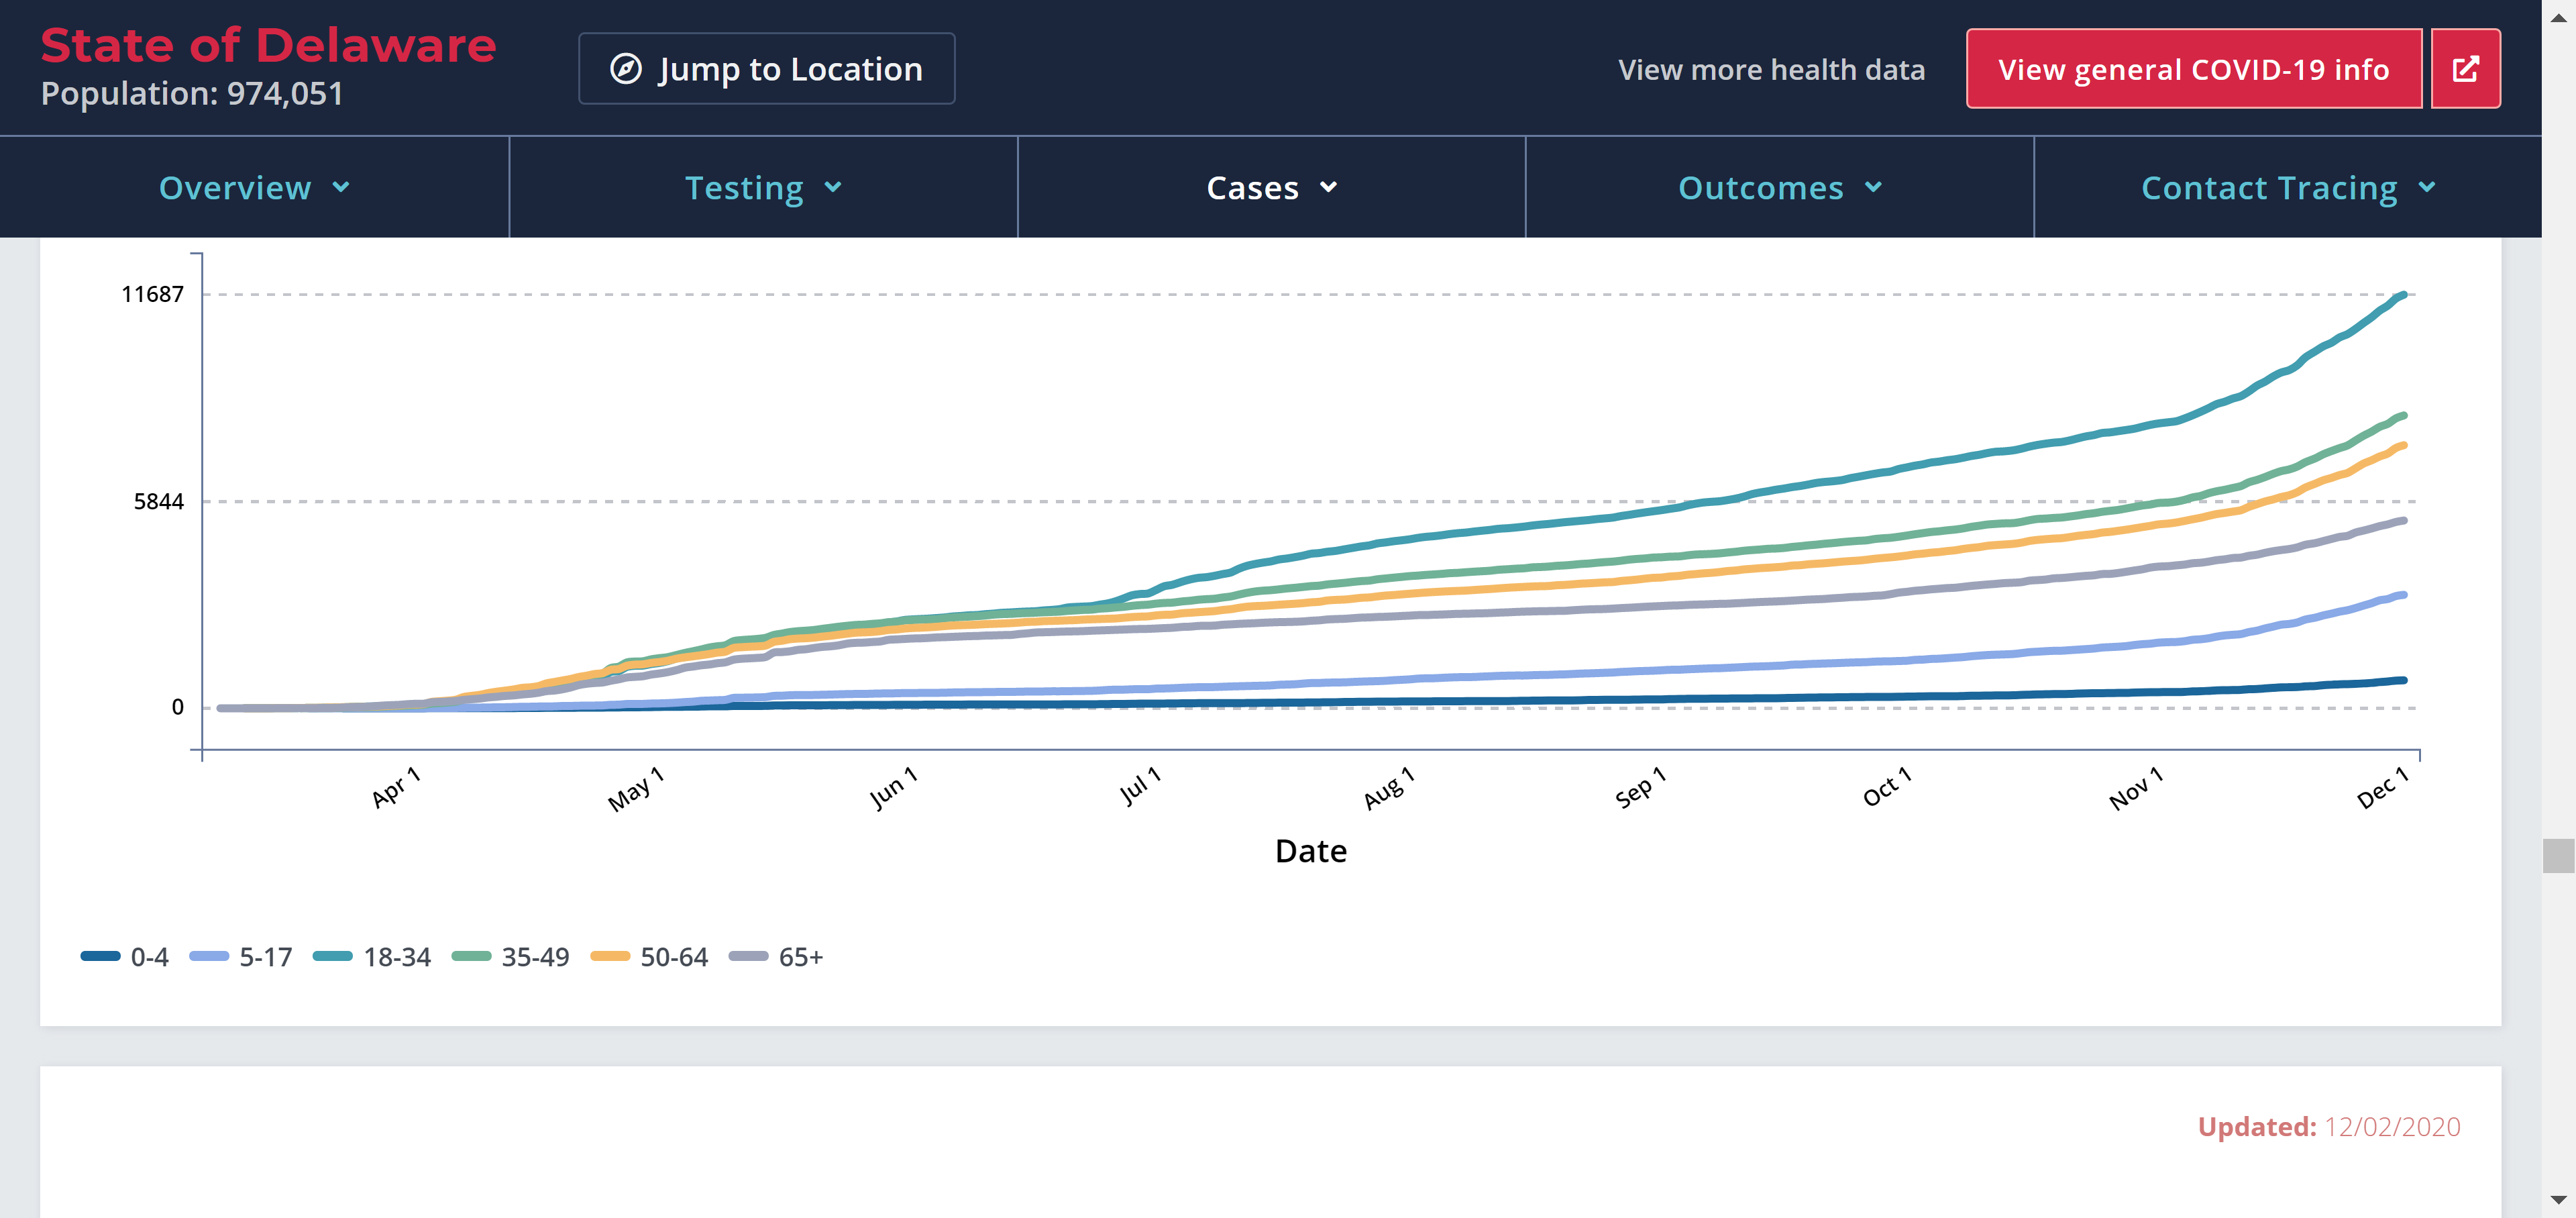 State of Delaware
Population: 974,051
Jump to Location
View more health data
View general COVID-19 info
Overview
Testing
Cases
Outcomes
Contact Tracing
11687
5844
0
Apr 1
May 1
Jun 1
Jul 1
Aug 1
Sep 1
Oct 1
Nov 1
Dec 1
Date
0-4 5-17 18-34 35-49 50-64 65+
Updated: 12/02/2020